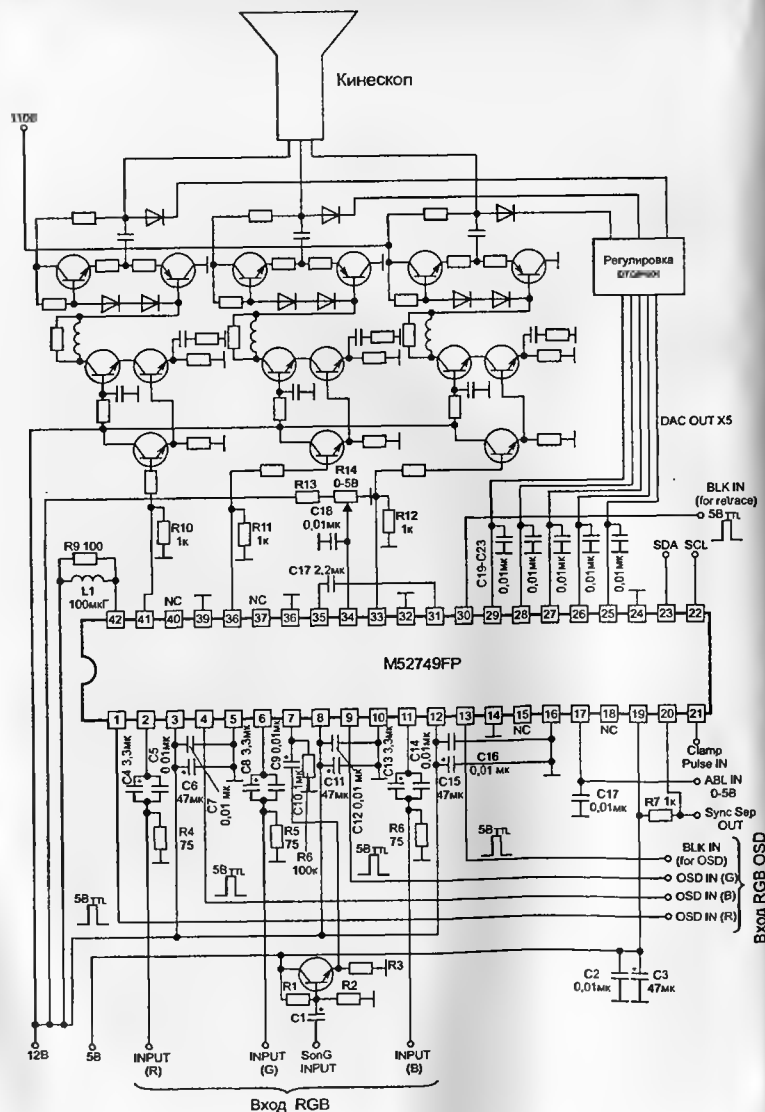 Кинескоп
110В
Регулировка
отсечки
DAC OUT X5
BLK IN
(for retrace)
5В TTL
R13
R14
0-5В
C18
0,01мк
R10
1к
R11
1к
R12
1к
C19-C23
0,01мк
0,01мк
0,01мк
0,01мк
0,01мк
SDA
SCL
R9 100
L1
100мкГ
C17 2,2мк
NC
NC
42 41 40 39 36 37 36 35 34 33 32 31 30 29 28 27 26 25 24 23 22
M52749FP
1 2 3 4 5 6 7 8 9 10 11 12 13 14 15 16 17 18 19 20 21
NC
NC
C4 3,3мк
C5
0,01мк
C6
47мк
C7
0,01 мк
C8 3,3мк
C9 0,01мк
C10 1мк
C11
47мк
C12 0,01 мк
C13 3,3мк
C14
0,01мк
C15
47мк
C16
0,01 мк
C17
0,01мк
Clamp
Pulse IN
ABL IN
0-5В
R7 1к
Sync Sep
OUT
R4
75
R5
75
R6
100к
R6
75
5В TTL
5В TTL
5В TTL
5В TTL
BLK IN
(for OSD)
OSD IN (G)
OSD IN (B)
OSD IN (R)
Вход RGB OSD
R1
R2
R3
C1
C2
0,01мк
C3
47мк
12В
5В
INPUT
(R)
INPUT
(G)
SonG
INPUT
INPUT
(B)
Вход RGB